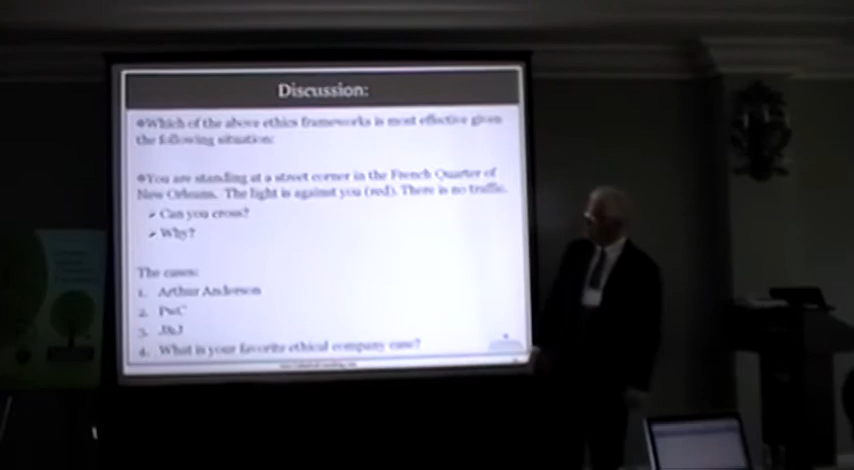 Discussion:
❖Which of the above ethics frameworks is most effective given
the following situation:
❖You are standing at a street corner in the French Quarter of
New Orleans. The light is against you (red). There is no traffic.
✓ Can you cross?
✓ Why?
The cases:
1. Arthur Anderson
2. PwC
3. J&J
4. What is your favorite ethical company case?